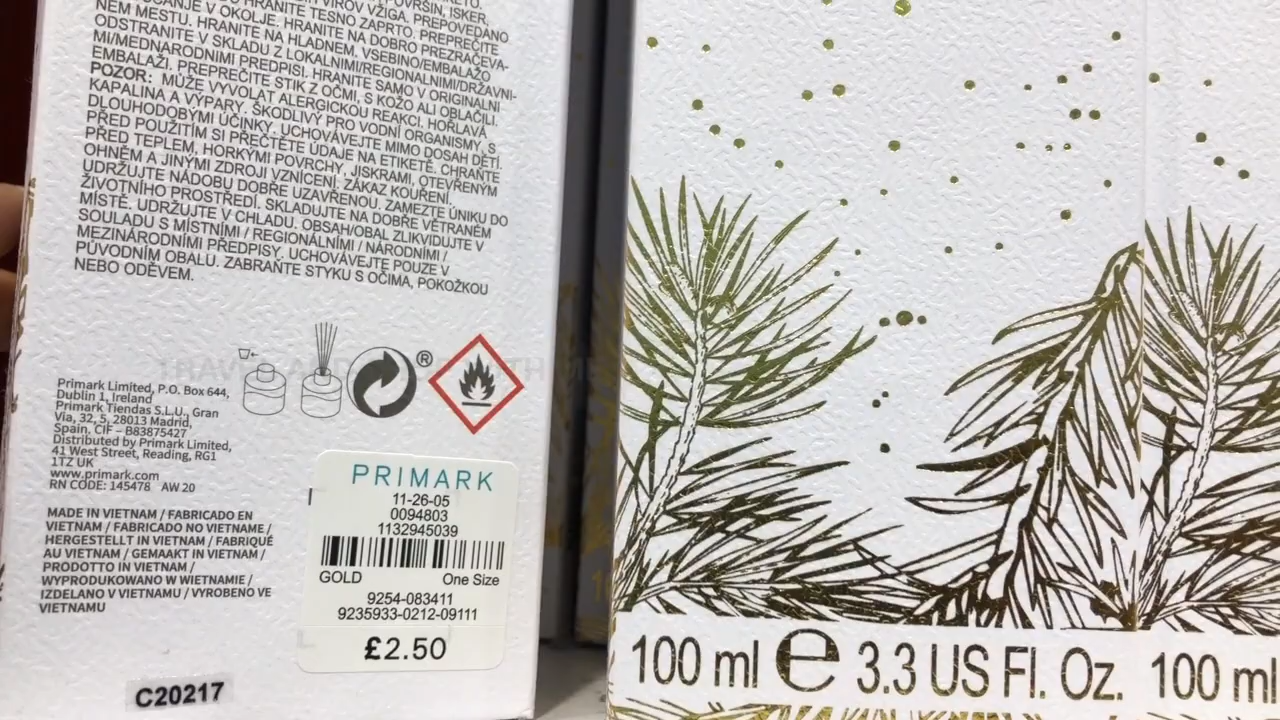 HRANITE TESNO ZAPRTO. PREPREČITE
NEM MESTU. HRANITE NA HLADNEM, VSEBINO/EMBALAŽO
ODSTRANITE V SKLADU Z LOKALNIMI/REGIONALNIMI/DRŽAVNI-
MI/MEDNARODNIMI PREDPISI. HRANITE SAMO V ORIGINALNI
EMBALAŽI, PREPREČITE STIK Z OČMI, S KOŽO ALI OBLAČILI.
POZOR: MŮŽE VYVOLAT ALERGICKOU REAKCI. HOŘLAVÁ
KAPALINA A VÝPARY. ŠKODLIVÝ PRO VODNÍ ORGANISMY, S
DLOUHODOBÝMI ÚČINKY. UCHOVÁVEJTE MIMO DOSAH DĚTÍ.
PŘED POUŽITÍM SI PŘEČTĚTE ÚDAJE NA ETIKETĚ. CHRAŇTE
PŘED TEPLEM, HORKÝMI POVRCHY, JISKRAMI, OTEVŘENÝM
OHNĚM A JINÝMI ZDROJI VZNÍCENÍ. ZÁKAZ KOUŘENÍ.
UDRŽUJTE NÁDOBU DOBŘE UZAVŘENOU. ZAMEZTE ÚNIKU DO
ŽIVOTNÍHO PROSTŘEDÍ. SKLADUJTE NA DOBŘE VĚTRANÉM
MÍSTĚ. UDRŽUJTE V CHLADU. OBSAH/OBAL ZLIKVIDUJTE V
SOULADU S MÍSTNÍMI / REGIONÁLNÍMI / NÁRODNÍMI /
MEZINÁRODNÍMI PŘEDPISY. UCHOVÁVEJTE POUZE V
PŮVODNÍM OBALU. ZABRAŇTE STYKU S OČIMA, POKOŽKOU
NEBO ODĚVEM.
®
Primark Limited, P.O. Box 644,
Dublin 1, Ireland
Primark Tiendas S.L.U., Gran
Via, 32, 5, 28013 Madrid,
Spain, CIF – B83875427
Distributed by Primark Limited,
41 West Street, Reading, RG1
1TZ UK
www.primark.com
RN CODE: 145478 AW 20
MADE IN VIETNAM / FABRICADO EN
VIETNAM / FABRICADO NO VIETNAME /
HERGESTELLT IN VIETNAM / FABRIQUÉ
AU VIETNAM / GEMAAKT IN VIETNAM /
PRODOTTO IN VIETNAM /
WYPRODUKOWANO W WIETNAMIE /
IZDELANO V VIETNAMU / VYROBENO VE
VIETNAMU
PRIMARK
11-26-05
0094803
1132945039
GOLD One Size
9254-083411
9235933-0212-09111
£2.50
C20217
100 ml e 3.3 US Fl. Oz. 100 ml